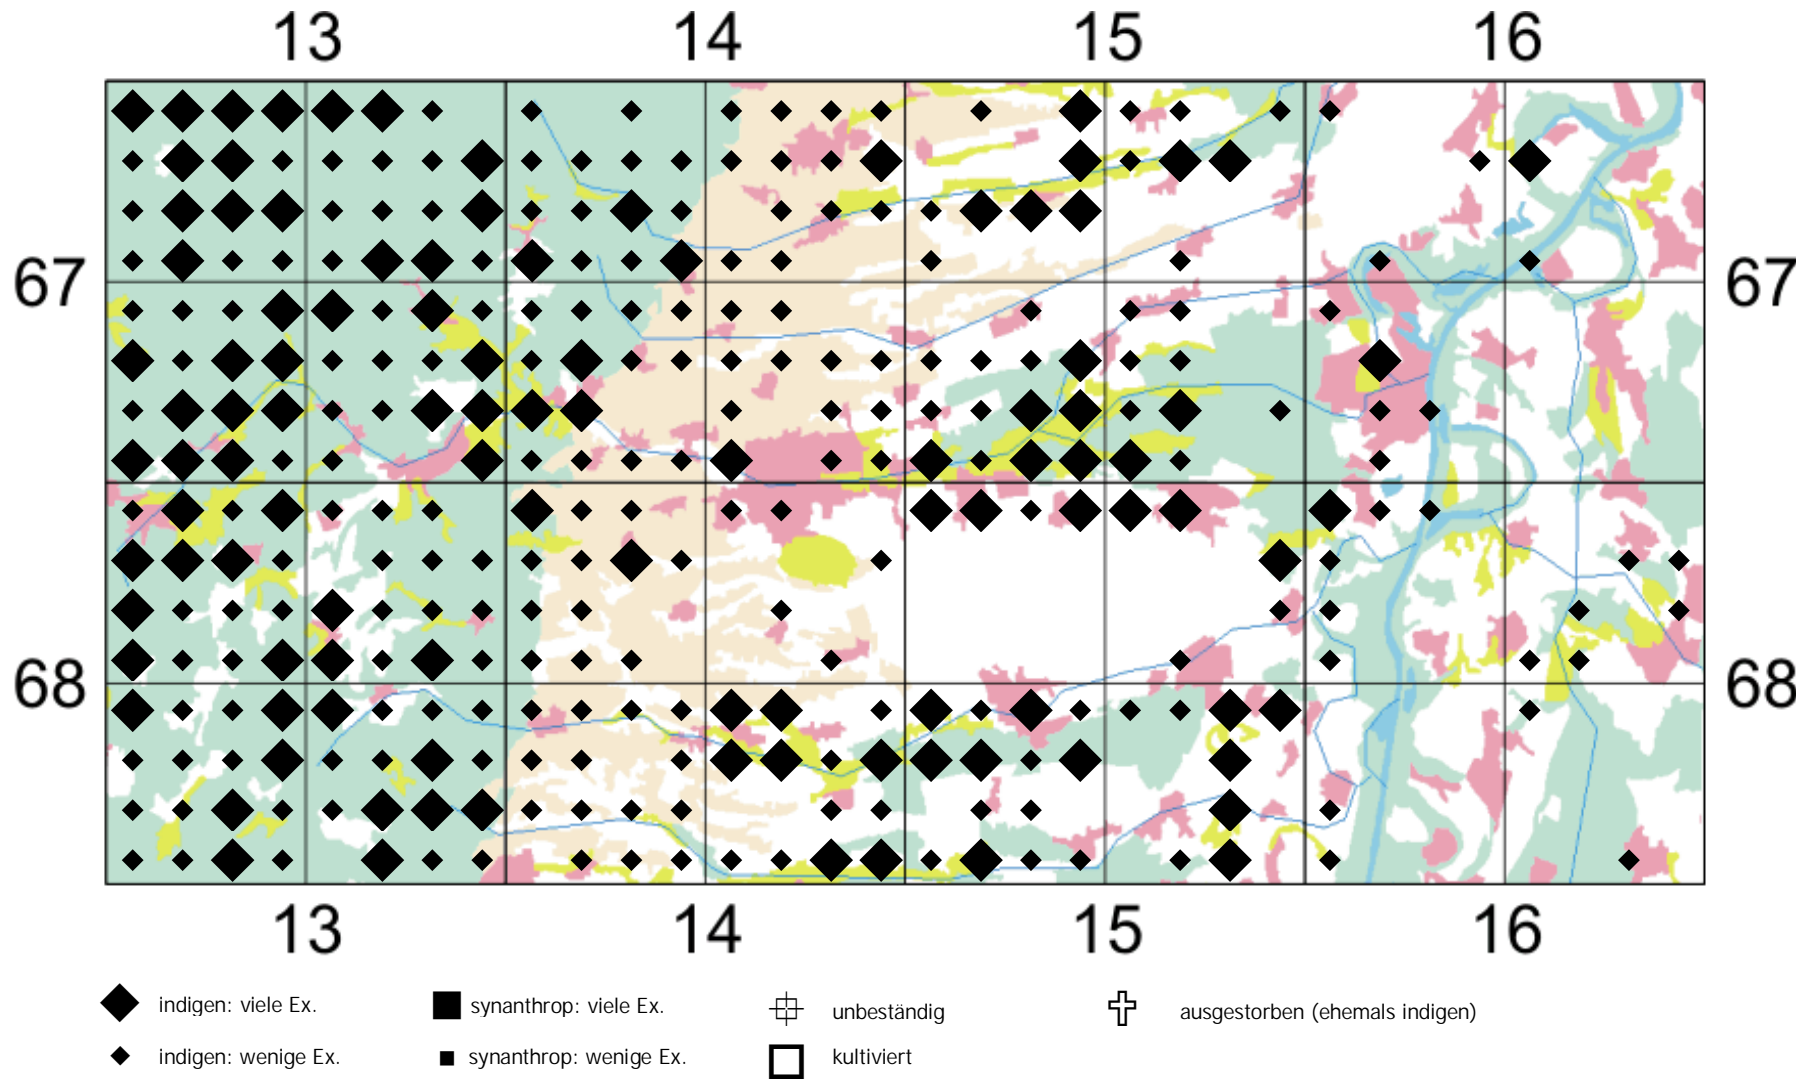 13 14 15 16
67 67
68 68
13 14 15 16
indigen: viele Ex. synanthrop: viele Ex. unbeständig ausgestorben (ehemals indigen)
indigen: wenige Ex. synanthrop: wenige Ex. kultiviert